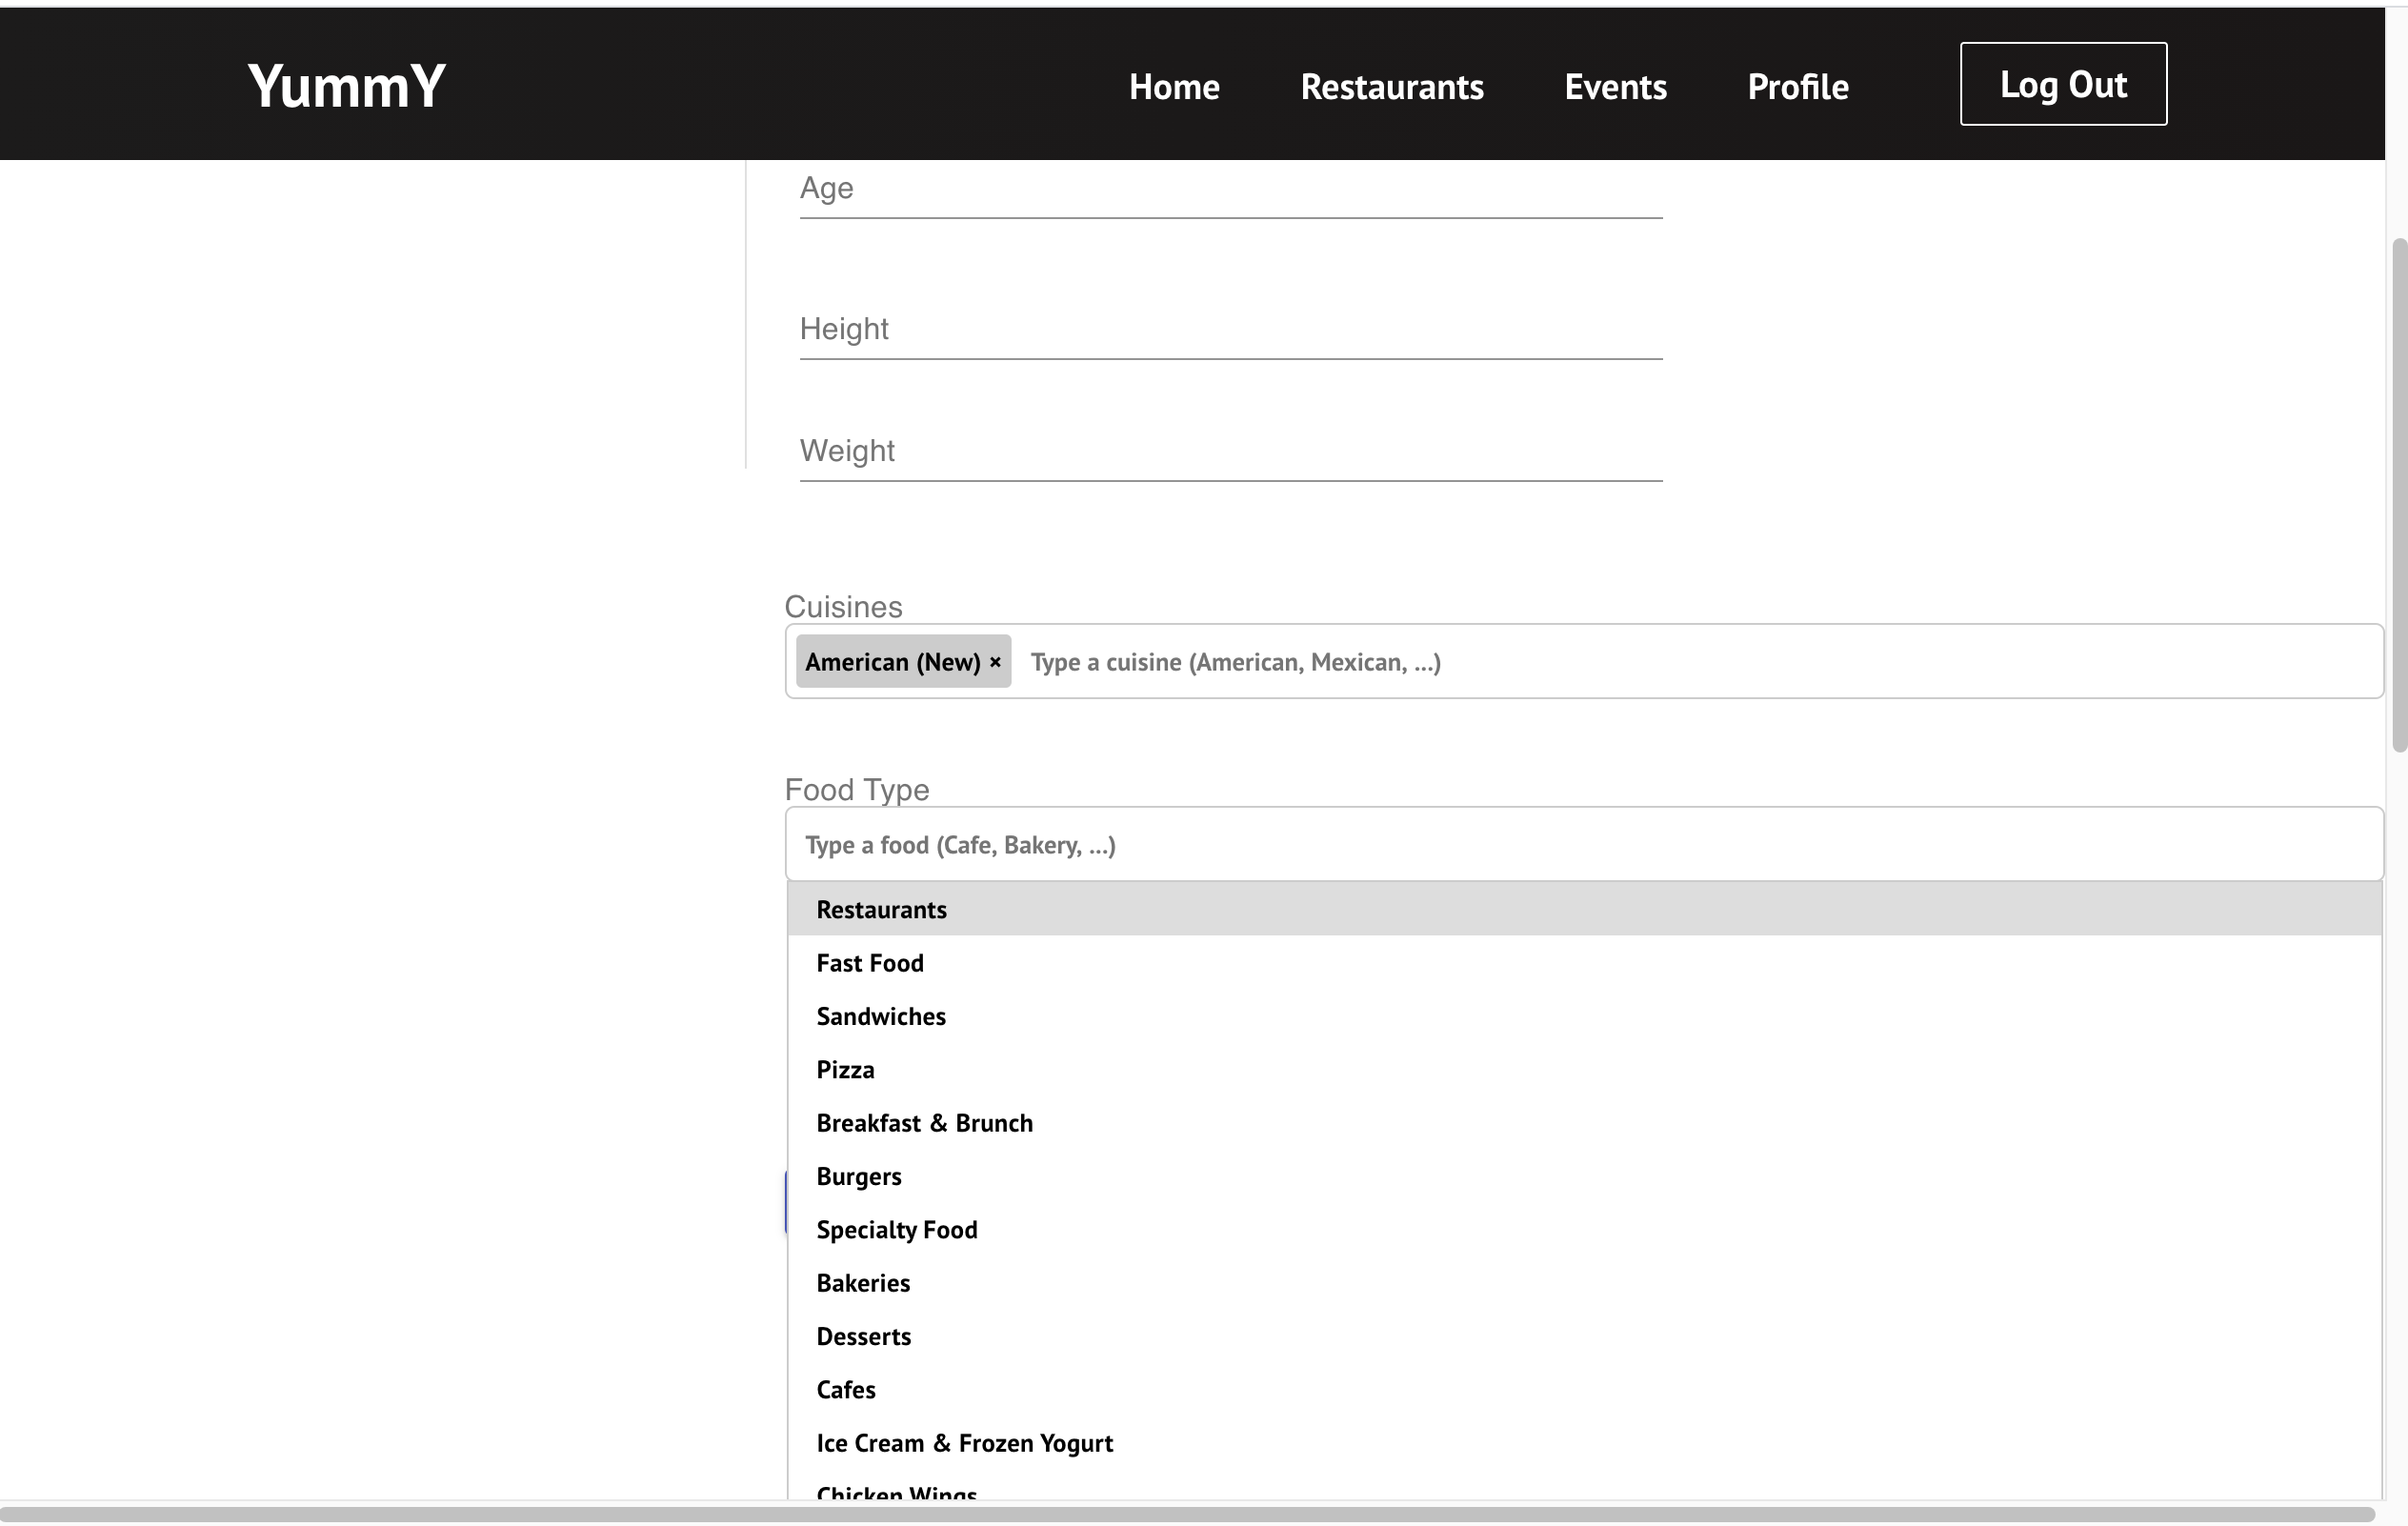 YummY Home Restaurants Events Profile Log Out
Age
Height
Weight
Cuisines
American (New) × Type a cuisine (American, Mexican, ...)
Food Type
Type a food (Cafe, Bakery, ...)
Restaurants
Fast Food
Sandwiches
Pizza
Breakfast & Brunch
Burgers
Specialty Food
Bakeries
Desserts
Cafes
Ice Cream & Frozen Yogurt
Chicken Wings